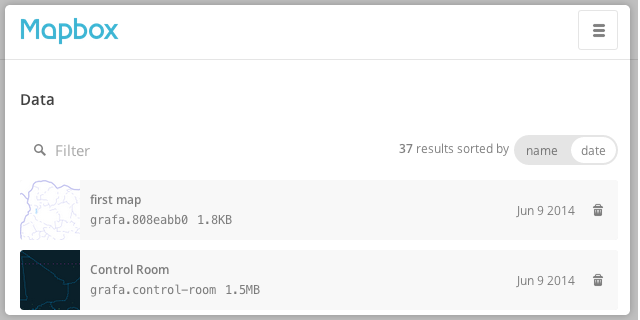 Mapbox
Data
Filter
37 results sorted by name date
first map
grafa.808eabb0 1.8KB
Jun 9 2014
Control Room
grafa.control-room 1.5MB
Jun 9 2014